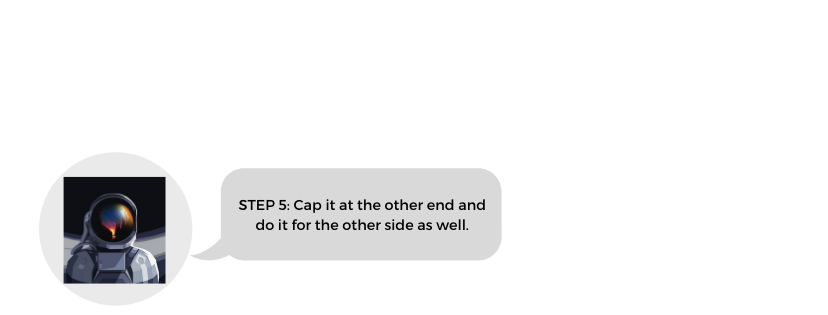 STEP 5: Cap it at the other end and
do it for the other side as well.